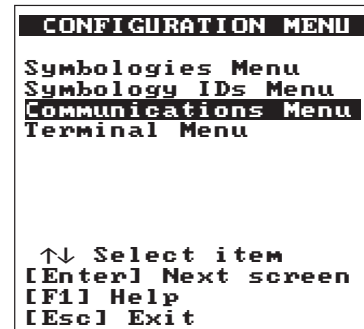 CONFIGURATION MENU
Symbologies Menu
Symbology IDs Menu
Communications Menu
Terminal Menu
↑↓ Select item
[Enter] Next screen
[F1] Help
[Esc] Exit